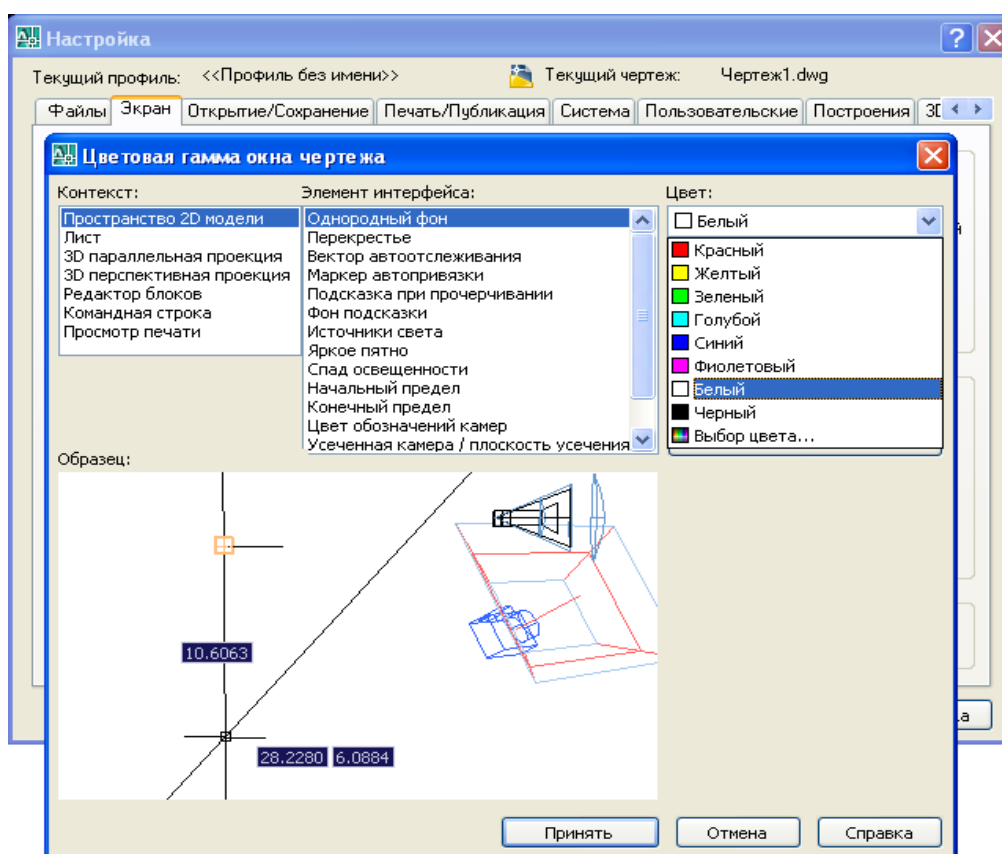 Настройка
Текущий профиль: <<Профиль без имени>> Текущий чертеж: Чертеж1.dwg
Файлы Экран Открытие/Сохранение Печать/Публикация Система Пользовательские Построения
Цветовая гамма окна чертежа
Контекст: Элемент интерфейса: Цвет:
Пространство 2D модели
Лист
3D параллельная проекция
3D перспективная проекция
Редактор блоков
Командная строка
Просмотр печати
Однородный фон
Перекрестье
Вектор автоотслеживания
Маркер автопривязки
Подсказка при прочерчивании
Фон подсказки
Источники света
Яркое пятно
Спад освещенности
Начальный предел
Конечный предел
Цвет обозначений камер
Усеченная камера / плоскость усечения
Белый
Красный
Желтый
Зеленый
Голубой
Синий
Фиолетовый
Белый
Черный
Выбор цвета...
Образец:
10.6063
28.2280 6.0884
Принять Отмена Справка